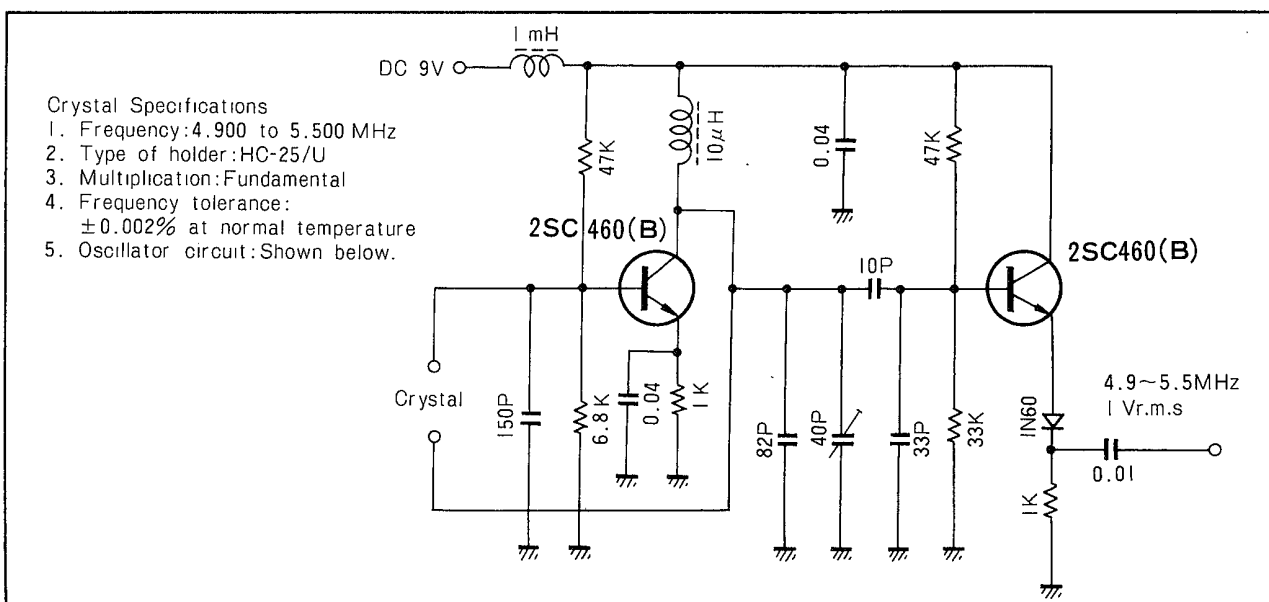 1 mH
DC 9V
Crystal Specifications
1. Frequency:4.900 to 5.500 MHz
2. Type of holder:HC-25/U
3. Multiplication:Fundamental
4. Frequency tolerance:
±0.002% at normal temperature
5. Oscillator circuit:Shown below.
47K
10μH
0.04
47K
2SC460(B)
2SC460(B)
10P
Crystal
150P
6.8K
0.04
1K
82P
40P
33P
33K
1N60
4.9~5.5MHz
1 Vr.m.s
0.01
1K